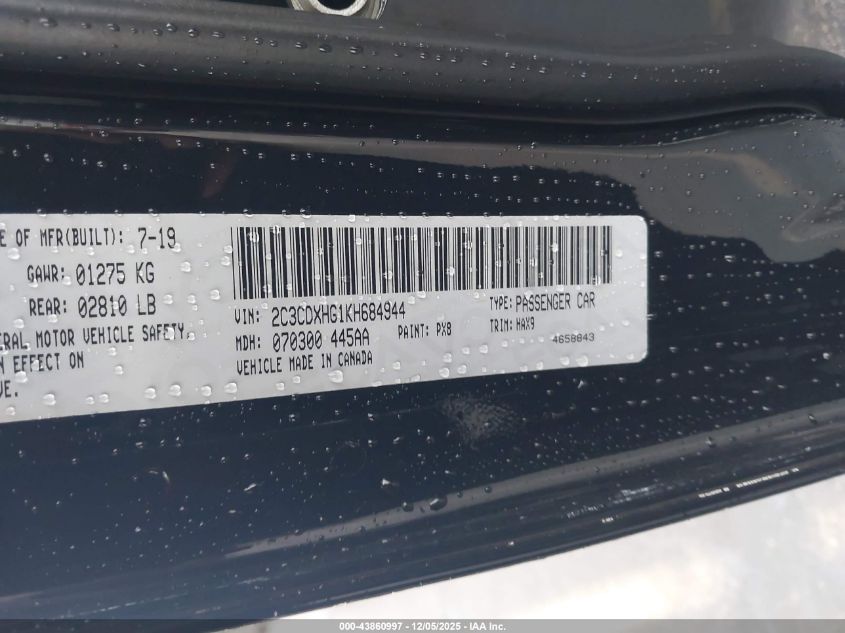 E OF MFR(BUILT): 7-19
GAWR: 01275 KG
REAR: 02810 LB
ERAL MOTOR VEHICLE SAFETY
N EFFECT ON
VE.
VIN: 2C3CDXHG1KH684944
TYPE: PASSENGER CAR
MDH: 070300 445AA
PAINT: PX8
TRIM: HAX9
VEHICLE MADE IN CANADA
4658843
000-43860997 - 12/05/2025 - IAA Inc.